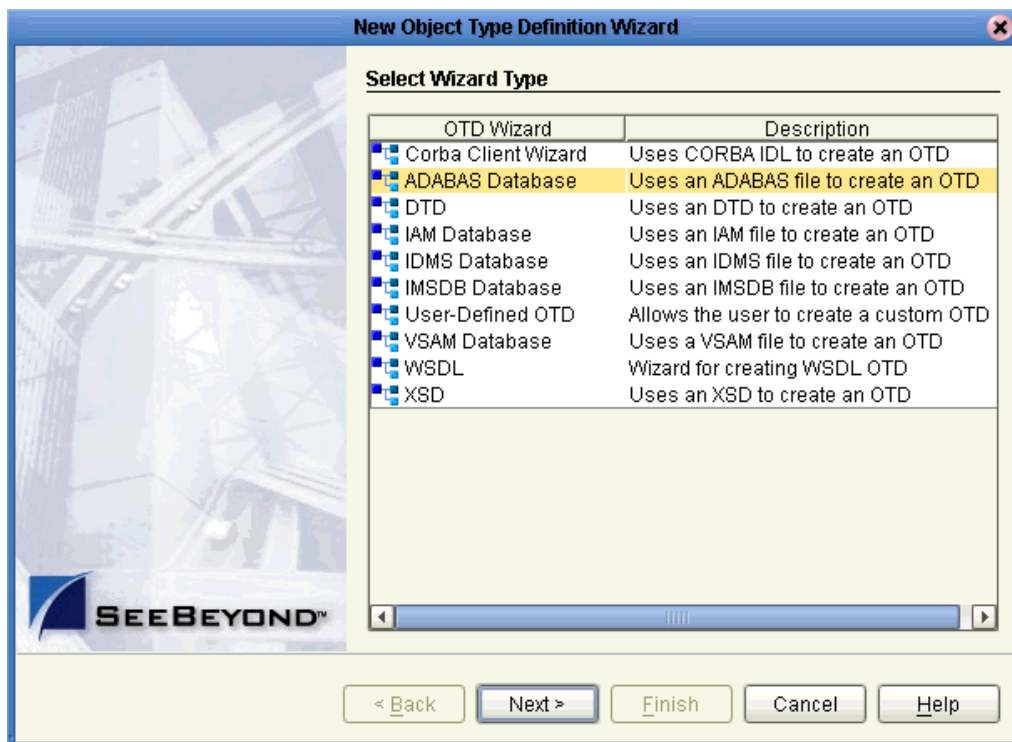 New Object Type Definition Wizard
Select Wizard Type
OTD Wizard Description
Corba Client Wizard Uses CORBA IDL to create an OTD
ADABAS Database Uses an ADABAS file to create an OTD
DTD Uses an DTD to create an OTD
IAM Database Uses an IAM file to create an OTD
IDMS Database Uses an IDMS file to create an OTD
IMSDB Database Uses an IMSDB file to create an OTD
User-Defined OTD Allows the user to create a custom OTD
VSAM Database Uses a VSAM file to create an OTD
WSDL Wizard for creating WSDL OTD
XSD Uses an XSD to create an OTD
SEEBEYOND™
< Back Next > Finish Cancel Help